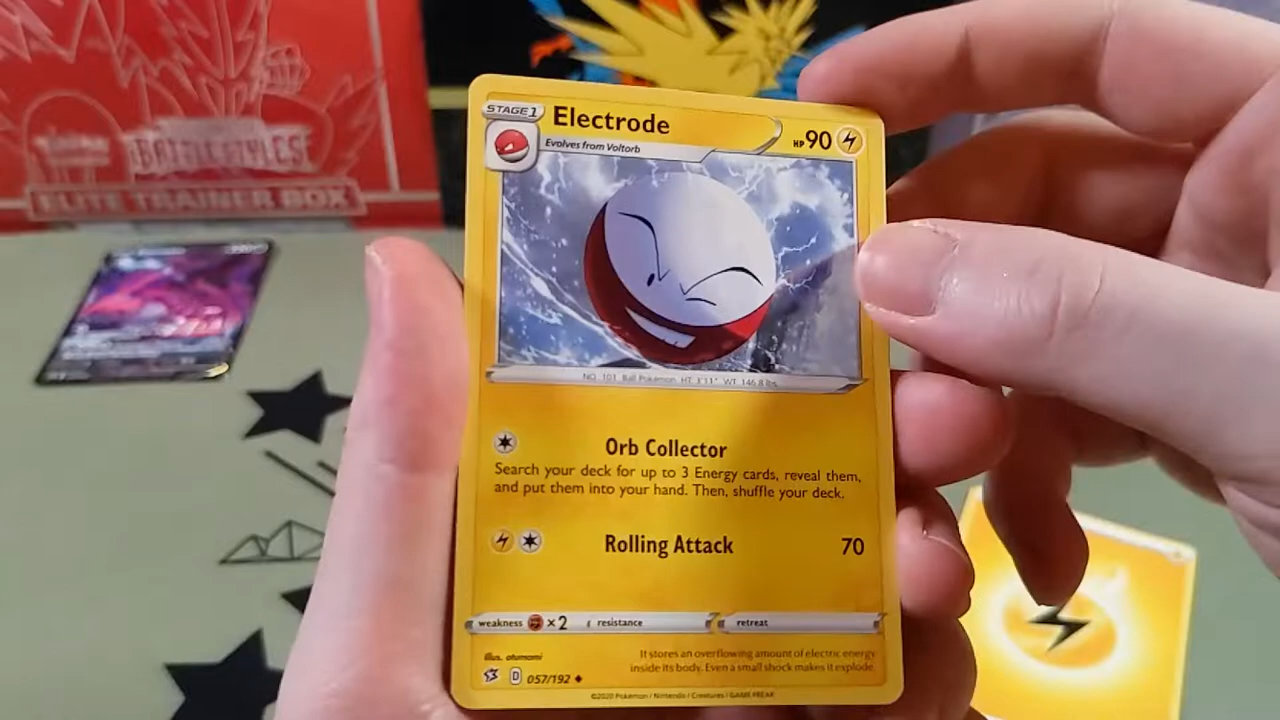 BATTLE STYLES
ELITE TRAINER BOX
STAGE 1
Electrode
HP 90
Evolves from Voltorb
NO. 101 Ball Pokémon HT: 3'11" WT: 146.8 lbs.
Orb Collector
Search your deck for up to 3 Energy cards, reveal them,
and put them into your hand. Then, shuffle your deck.
Rolling Attack 70
weakness ×2 resistance retreat
Illus. otumami
It stores an overflowing amount of electric energy
inside its body. Even a small shock makes it explode.
D 057/192
©2020 Pokémon / Nintendo / Creatures / GAME FREAK